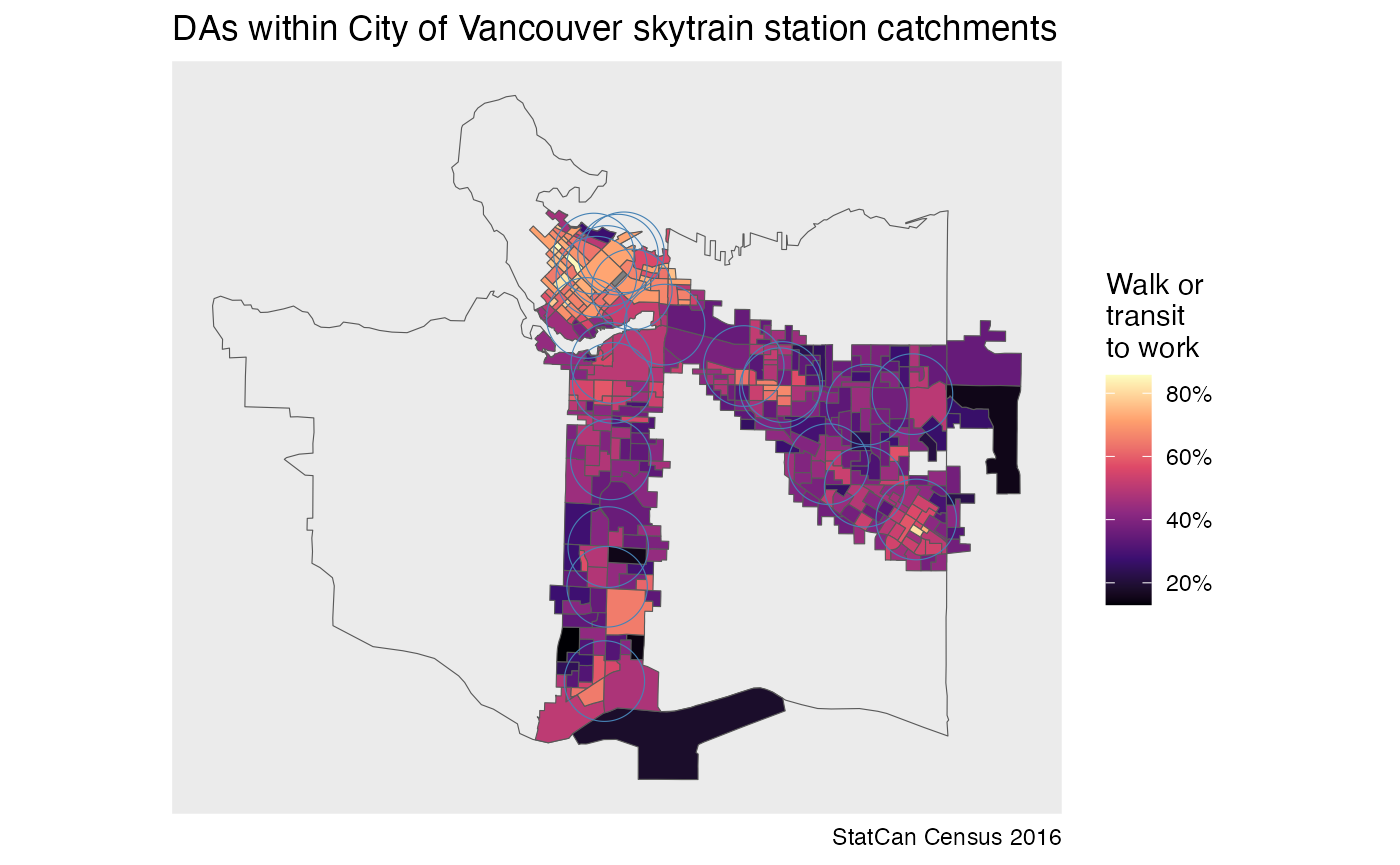 DAs within City of Vancouver skytrain station catchments
Walk or
transit
to work
80%
60%
40%
20%
StatCan Census 2016